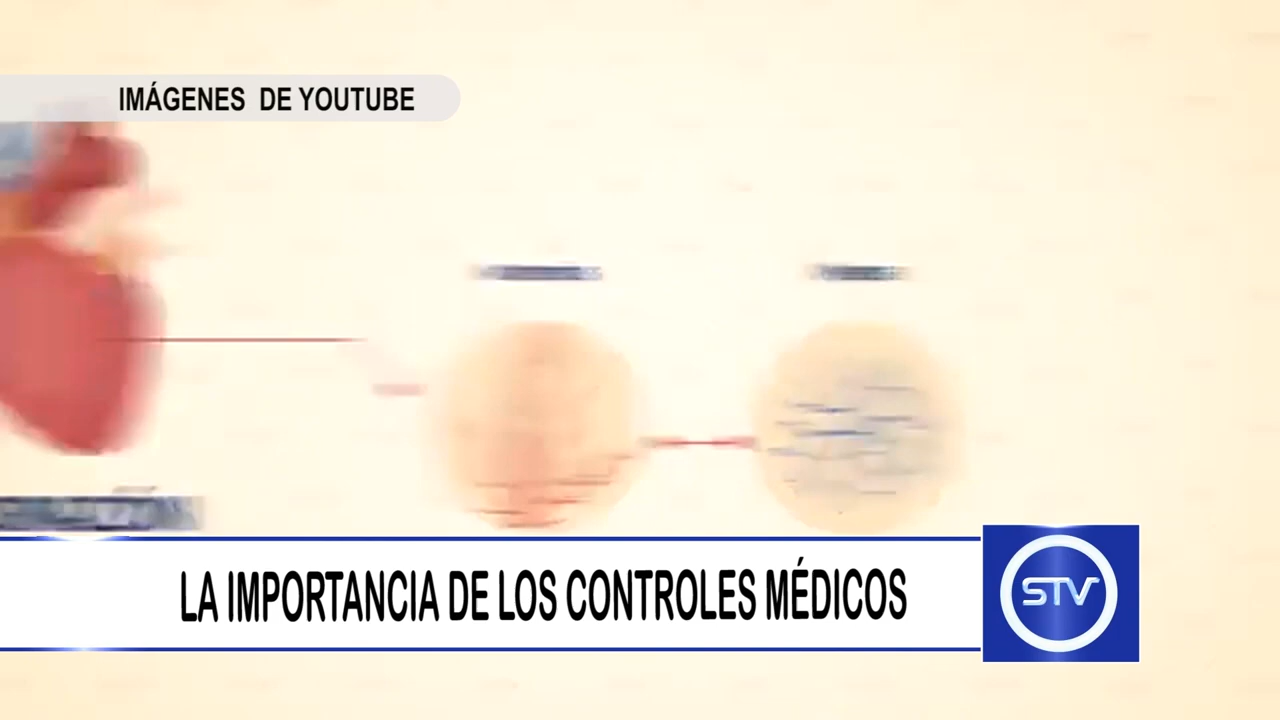 IMÁGENES DE YOUTUBE
LA IMPORTANCIA DE LOS CONTROLES MÉDICOS
STV